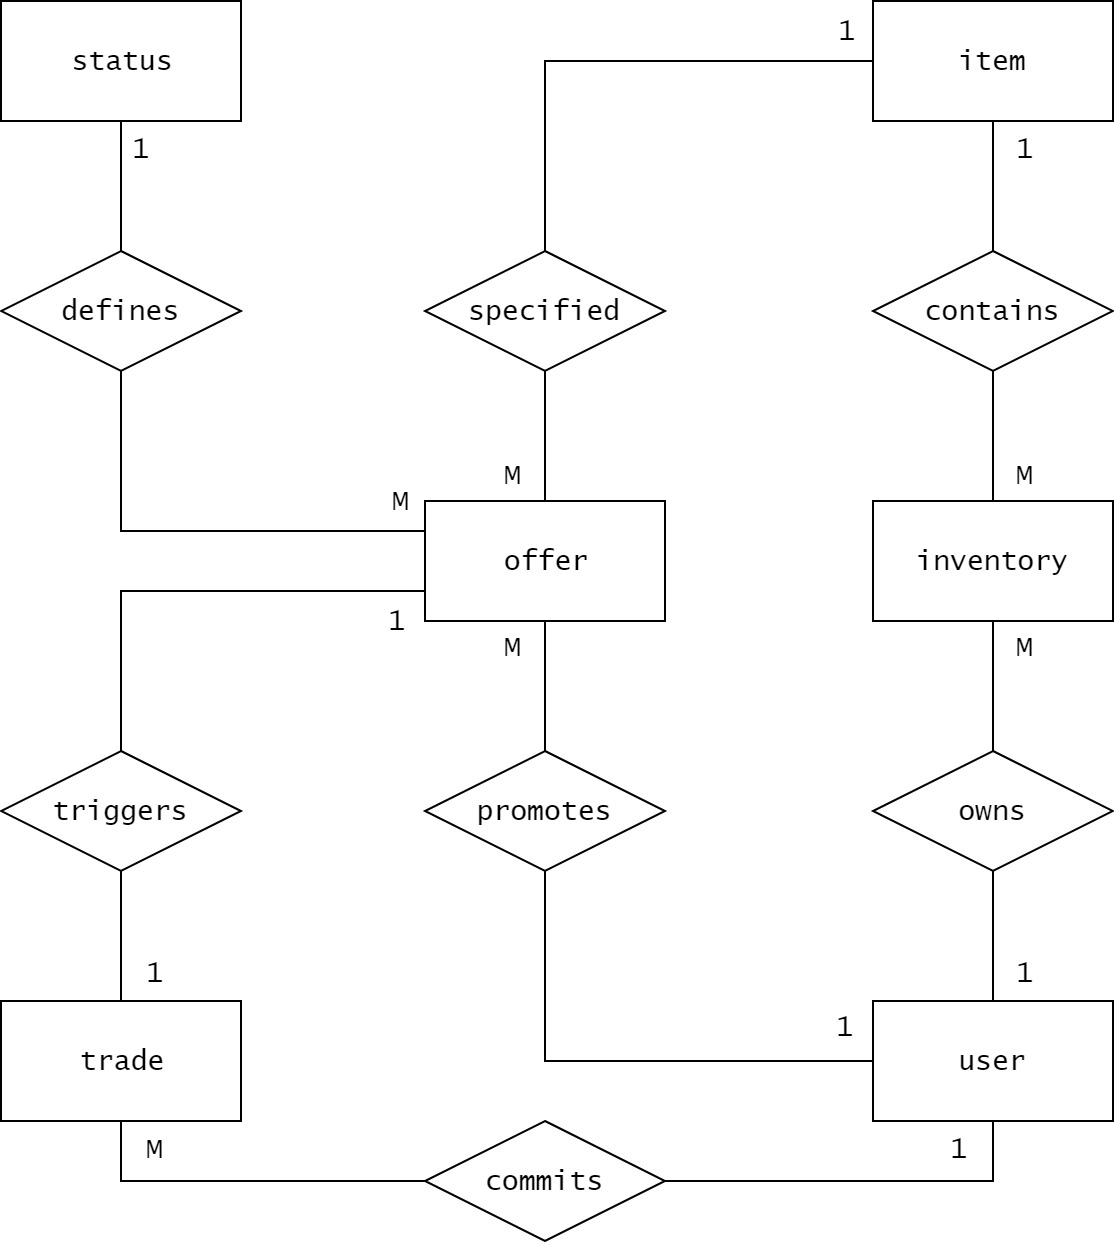 status
1
item
1
1
defines
specified
contains
M
M
M
offer
inventory
1
M
M
triggers
promotes
owns
1
1
1
trade
user
M
1
commits